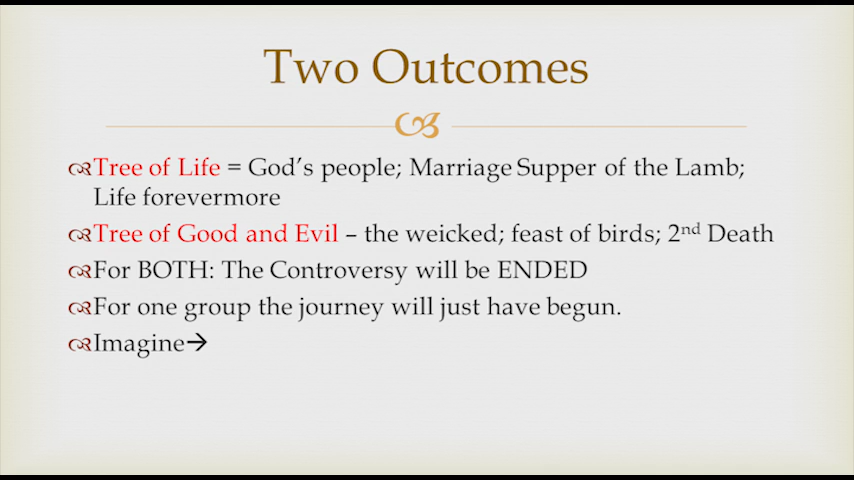 Two Outcomes
Tree of Life = God’s people; Marriage Supper of the Lamb;
Life forevermore
Tree of Good and Evil – the weicked; feast of birds; 2nd Death
For BOTH: The Controversy will be ENDED
For one group the journey will just have begun.
Imagine→